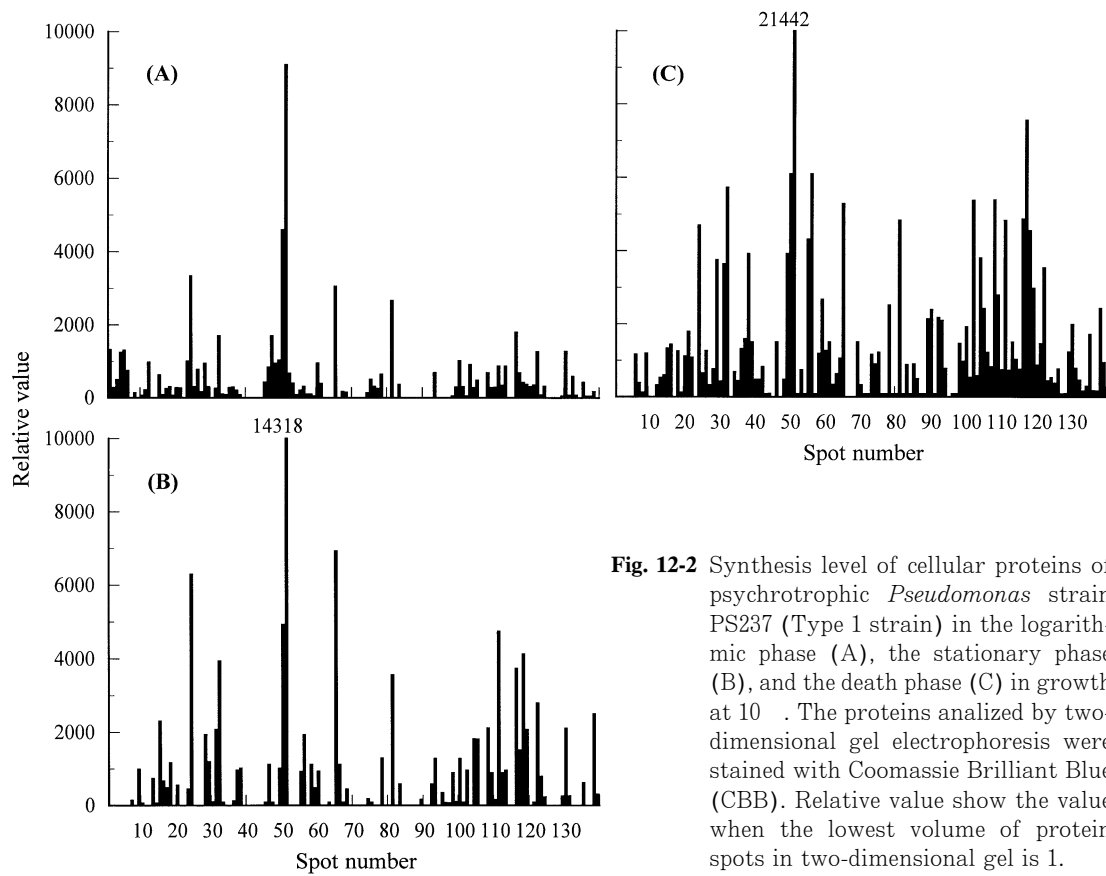 Relative value
10000
8000
6000
4000
2000
0
(A)
21442
(C)
10 20 30 40 50 60 70 80 90 100 110 120 130
Spot number
14318
10000
8000
6000
4000
2000
0
(B)
10 20 30 40 50 60 70 80 90 100 110 120 130
Spot number
Fig. 12-2 Synthesis level of cellular proteins of
psychrotrophic Pseudomonas strain
PS237 (Type 1 strain) in the logarith-
mic phase (A), the stationary phase
(B), and the death phase (C) in growth
at 10 . The proteins analized by two-
dimensional gel electrophoresis were
stained with Coomassie Brilliant Blue
(CBB). Relative value show the value
when the lowest volume of protein
spots in two-dimensional gel is 1.